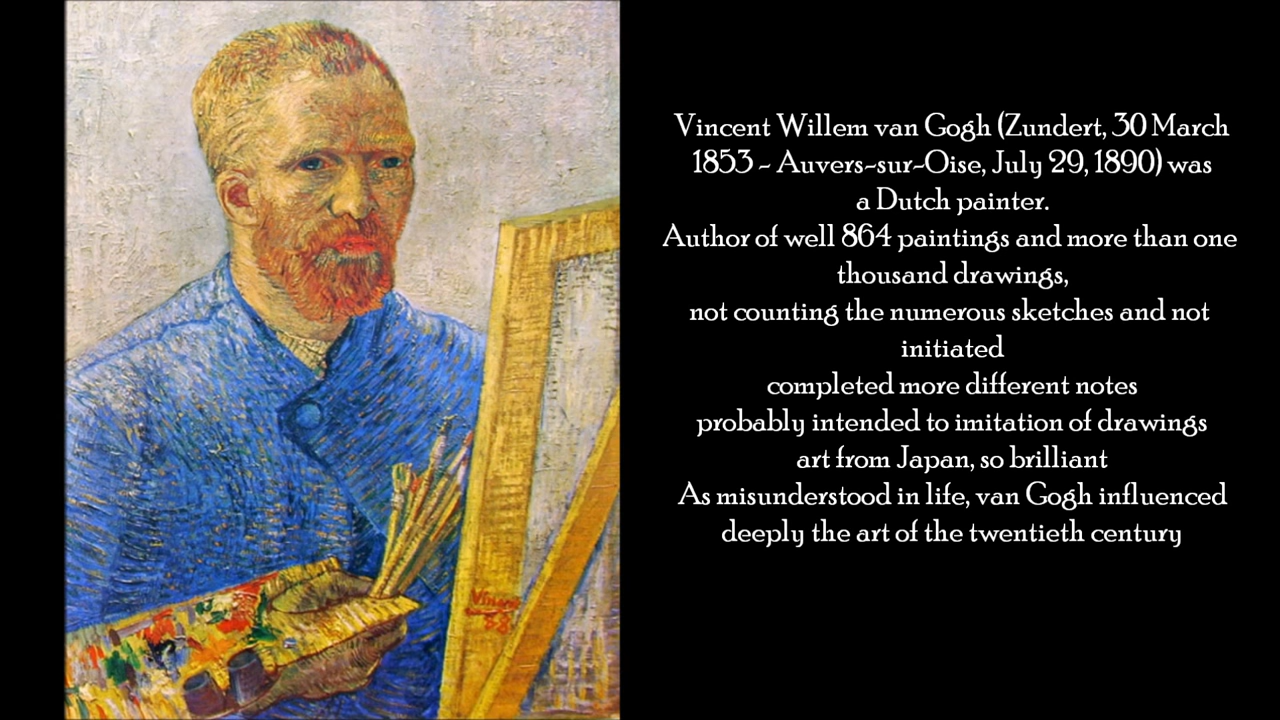 Vincent Willem van Gogh (Zundert, 30 March
1853 - Auvers-sur-Oise, July 29, 1890) was
a Dutch painter.
Author of well 864 paintings and more than one
thousand drawings,
not counting the numerous sketches and not
initiated
completed more different notes
probably intended to imitation of drawings
art from Japan, so brilliant
As misunderstood in life, van Gogh influenced
deeply the art of the twentieth century
Vincent
88